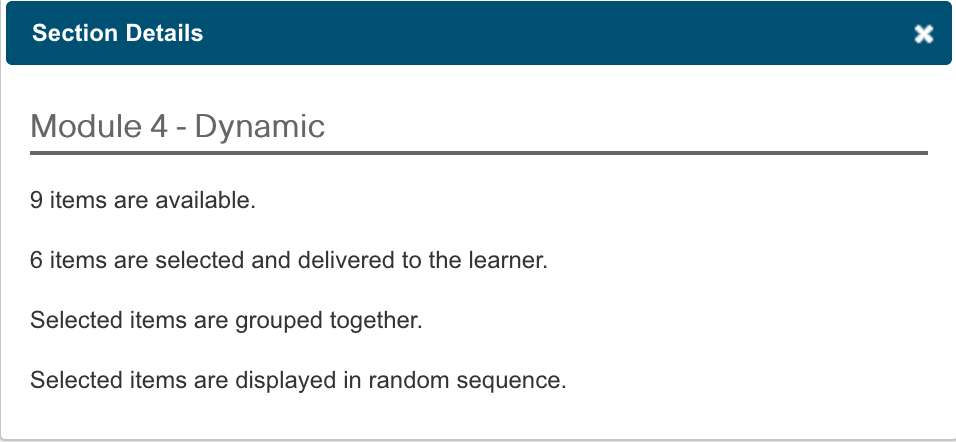 Section Details
Module 4 - Dynamic
9 items are available.
6 items are selected and delivered to the learner.
Selected items are grouped together.
Selected items are displayed in random sequence.